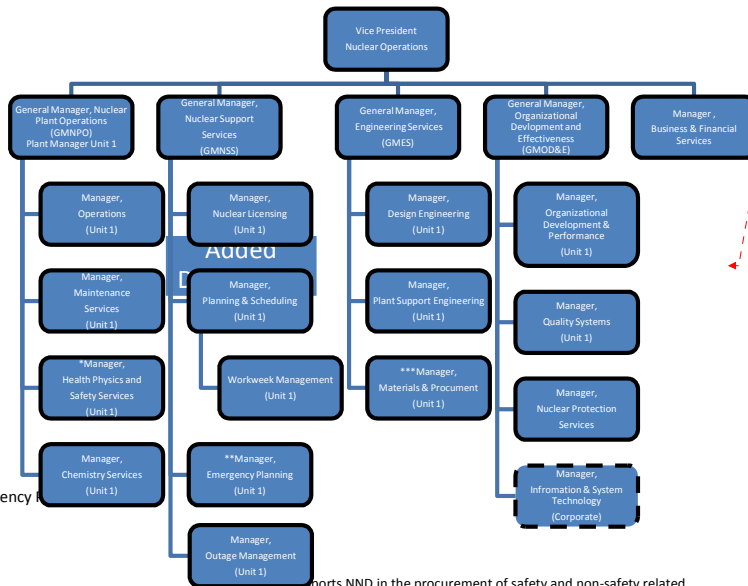 Vice President
Nuclear Operations
General Manager, Nuclear
Plant Operations
(GMNPO)
Plant Manager Unit 1
General Manager,
Nuclear Support
Services
(GMNSS)
General Manager,
Engineering Services
(GMES)
General Manager,
Organizational
Devlopment and
Effectiveness
(GMOD&E)
Manager ,
Business & Financial
Services
Manager,
Operations
(Unit 1)
Manager,
Maintenance
Services
(Unit 1)
*Manager,
Health Physics and
Safety Services
(Unit 1)
Manager,
Chemistry Services
(Unit 1)
Manager,
Nuclear Licensing
(Unit 1)
Added
D
Manager,
Planning & Scheduling
(Unit 1)
Workweek Management
(Unit 1)
**Manager,
Emergency Planning
(Unit 1)
Manager,
Outage Management
(Unit 1)
Manager,
Design Engineering
(Unit 1)
Manager,
Plant Support Engineering
(Unit 1)
***Manager,
Materials & Procument
(Unit 1)
Manager,
Organizational
Development &
Performance
(Unit 1)
Manager,
Quality Systems
(Unit 1)
Manager,
Nuclear Protection
Services
Manager,
Infromation & System
Technology
(Corporate)
ency
ports NND in the procurement of safety and non-safety related